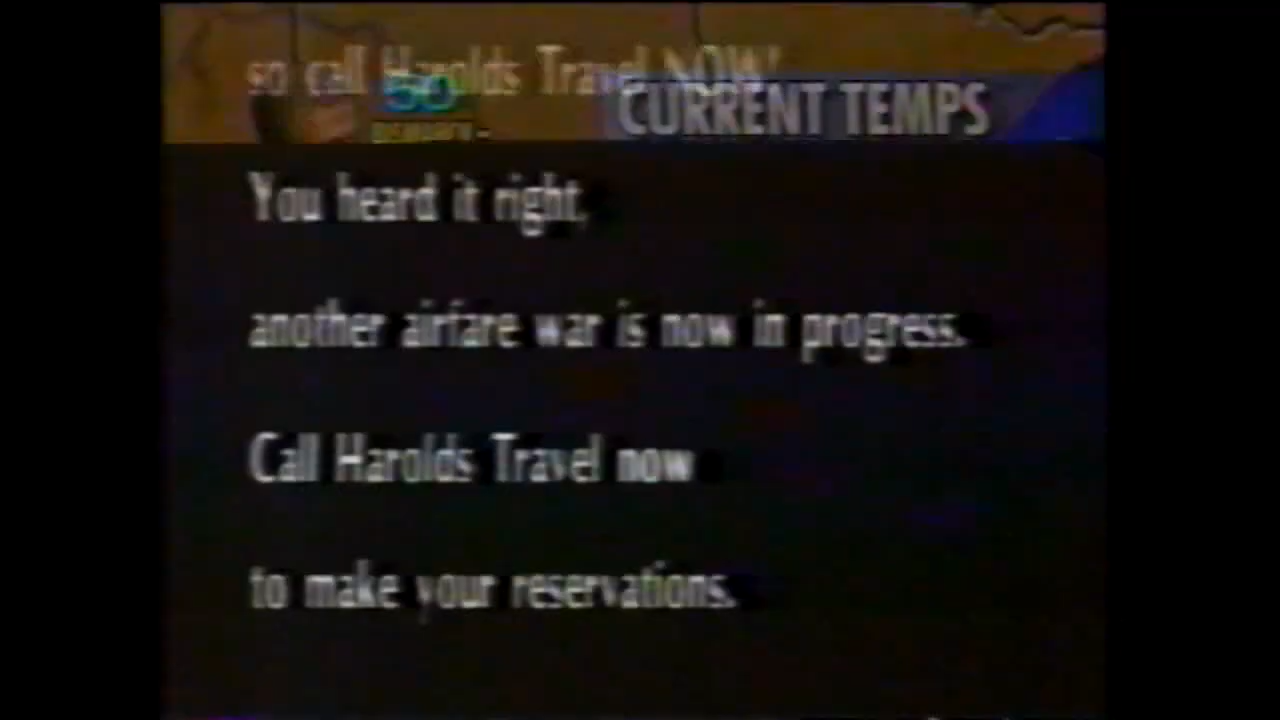 so call Harolds Travel NOW!
50
CURRENT TEMPS
You heard it right,
another airfare war is now in progress.
Call Harolds Travel now
to make your reservations.